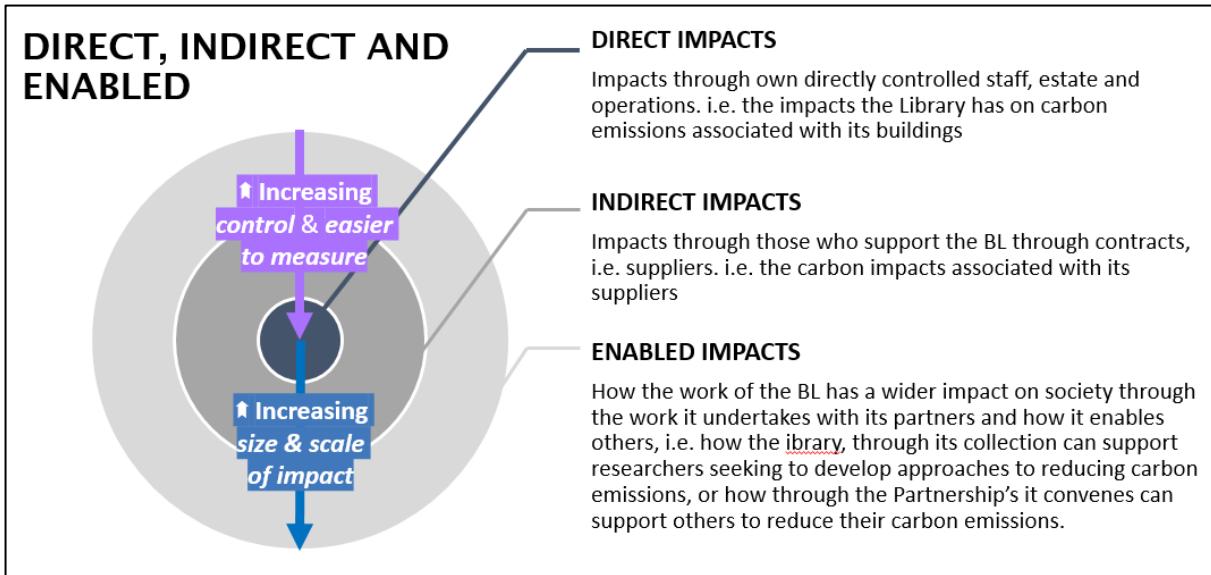 DIRECT, INDIRECT AND
ENABLED
⬆ Increasing
control & easier
to measure
⬆ Increasing
size & scale
of impact
DIRECT IMPACTS
Impacts through own directly controlled staff, estate and
operations. i.e. the impacts the Library has on carbon
emissions associated with its buildings
INDIRECT IMPACTS
Impacts through those who support the BL through contracts,
i.e. suppliers. i.e. the carbon impacts associated with its
suppliers
ENABLED IMPACTS
How the work of the BL has a wider impact on society through
the work it undertakes with its partners and how it enables
others, i.e. how the ibrary, through its collection can support
researchers seeking to develop approaches to reducing carbon
emissions, or how through the Partnership's it convenes can
support others to reduce their carbon emissions.